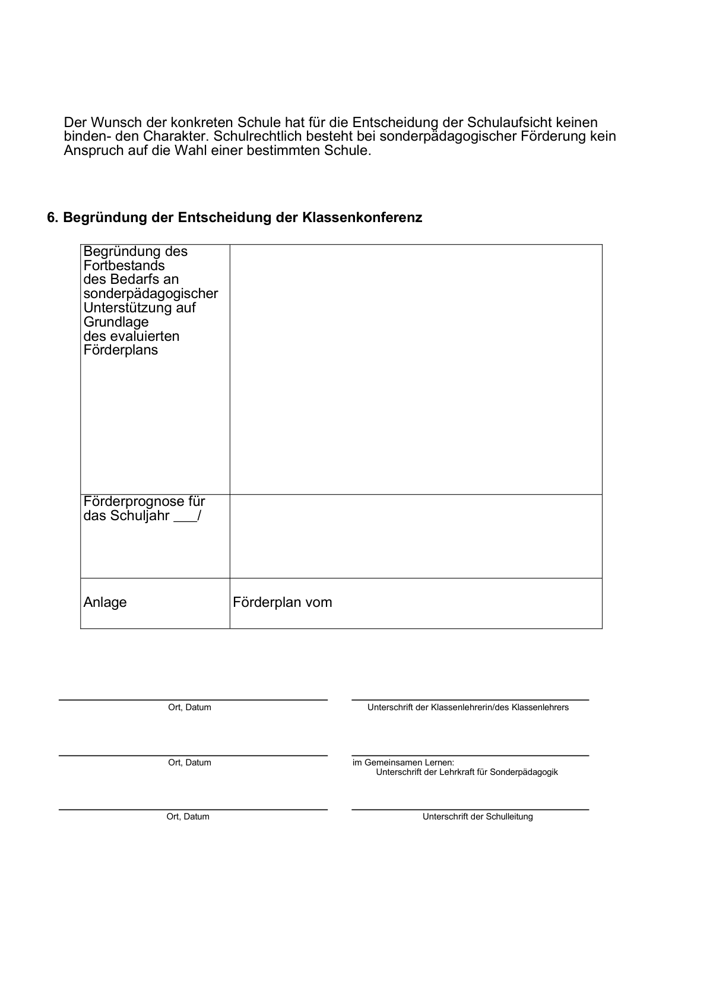 Der Wunsch der konkreten Schule hat für die Entscheidung der Schulaufsicht keinen
binden- den Charakter. Schulrechtlich besteht bei sonderpädagogischer Förderung kein
Anspruch auf die Wahl einer bestimmten Schule.
6. Begründung der Entscheidung der Klassenkonferenz
Begründung des
Fortbestands
des Bedarfs an
sonderpädagogischer
Unterstützung auf
Grundlage
des evaluierten
Förderplans
Förderprognose für
das Schuljahr ___/
Anlage
Förderplan vom
Ort, Datum
Unterschrift der Klassenlehrerin/des Klassenlehrers
Ort, Datum
im Gemeinsamen Lernen:
Unterschrift der Lehrkraft für Sonderpädagogik
Ort, Datum
Unterschrift der Schulleitung